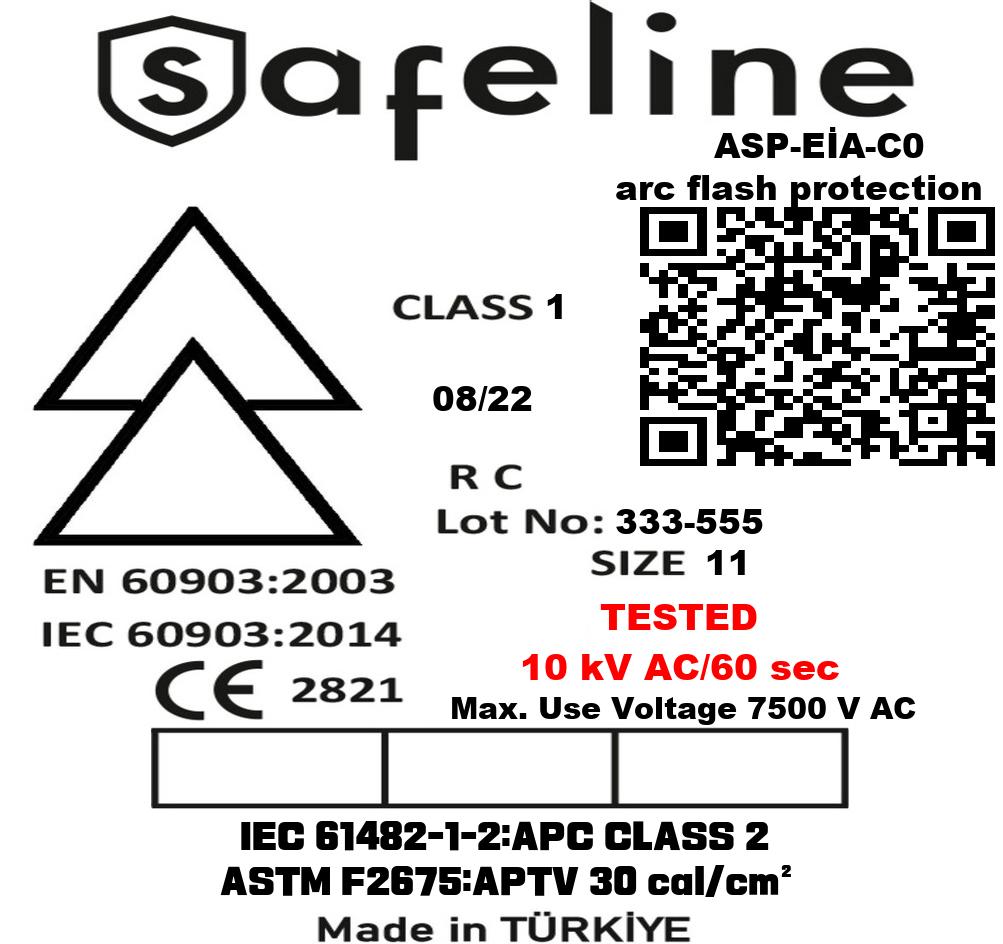 safeline
ASP-EİA-C0
arc flash protection
CLASS 1
08/22
R C
Lot No: 333-555
SIZE 11
EN 60903:2003
IEC 60903:2014
TESTED
10 kV AC/60 sec
CE 2821
Max. Use Voltage 7500 V AC
IEC 61482-1-2:APC CLASS 2
ASTM F2675:APTV 30 cal/cm²
Made in TÜRKİYE